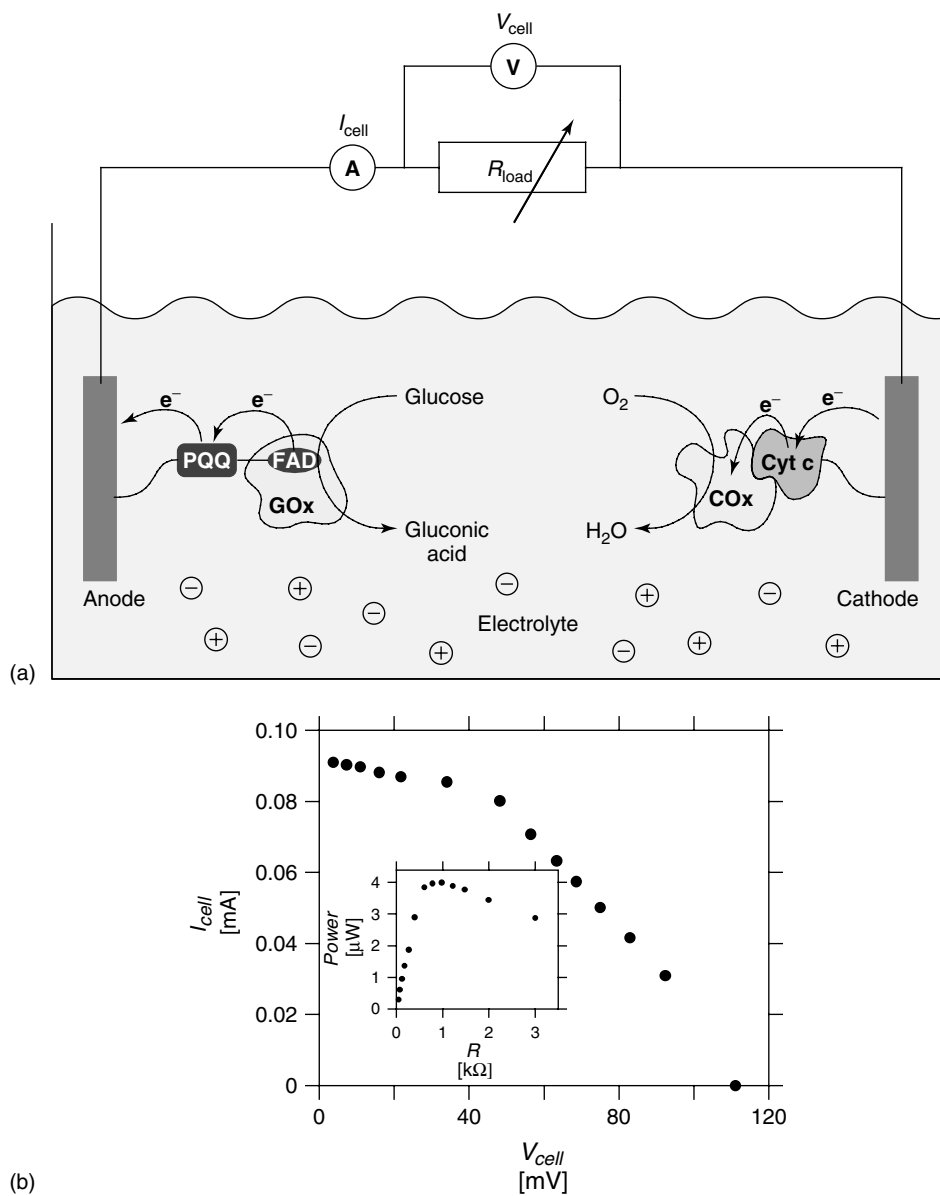 V_cell
V
I_cell
A
R_load
e⁻ e⁻ Glucose O₂ e⁻ e⁻
PQQ FAD Cyt c
GOx COx
Gluconic
acid
H₂O
Anode − + − + − Cathode
−
Electrolyte
+ − + − + +
(a)
0.10
0.08
0.06
0.04
0.02
0
I_cell
[mA]
4
3
2
1
0
Power
[μW]
0 1 2 3
R
[kΩ]
0 40 80 120
V_cell
[mV]
(b)